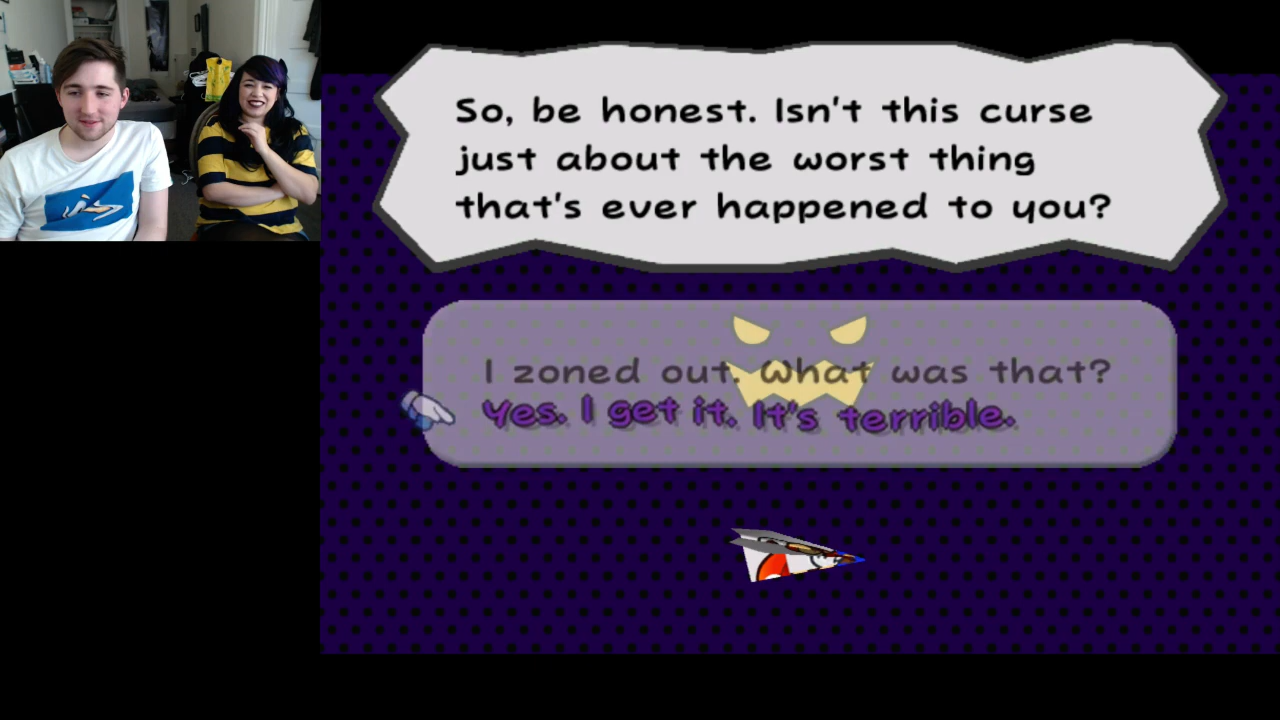 So, be honest. Isn't this curse
just about the worst thing
that's ever happened to you?
I zoned out. What was that?
Yes. I get it. It's terrible.